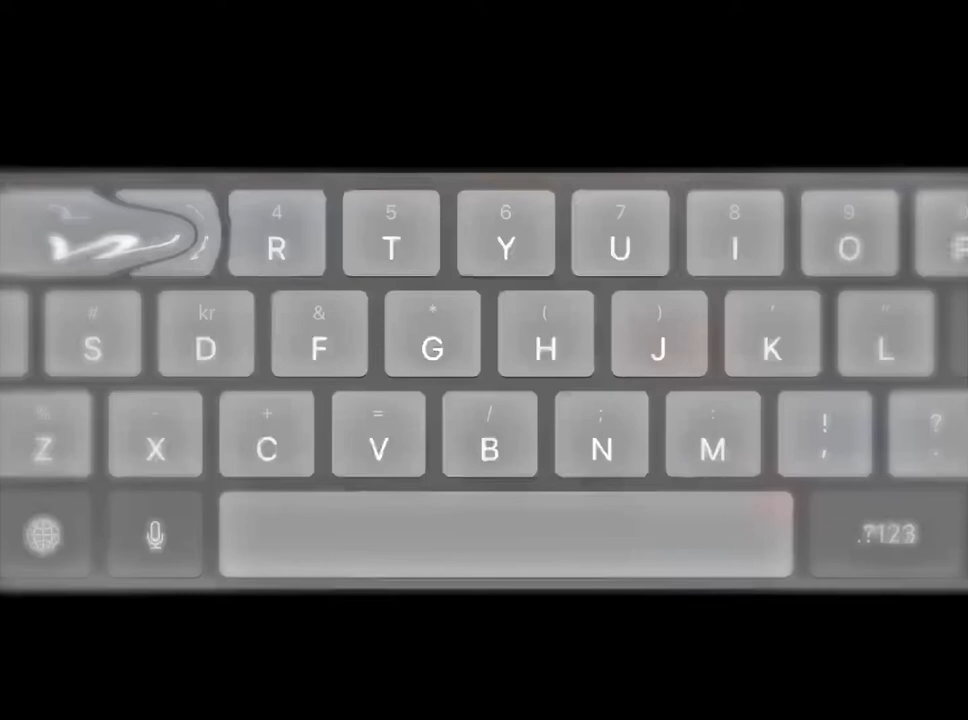 4 5 6 7 8 9
R T Y U I O P
# kr & * ( ) ' "
S D F G H J K L
% - + = / ; : ! ?
Z X C V B N M , .
.?123